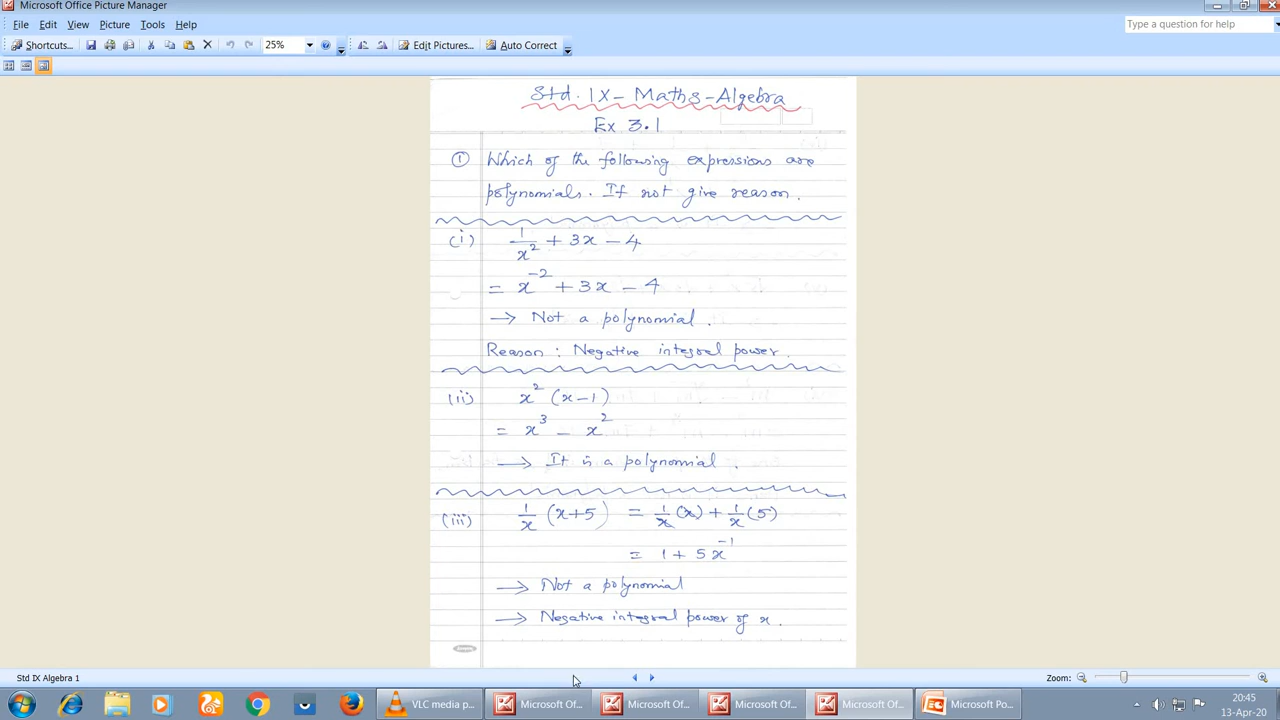 Microsoft Office Picture Manager
File Edit View Picture Tools Help
Type a question for help
Shortcuts... 25% Edit Pictures... Auto Correct
Std. IX - Maths - Algebra
Ex 3.1
① Which of the following expressions are
polynomials. If not give reason.
(i) 1/x² + 3x - 4
= x⁻² + 3x - 4
→ Not a polynomial.
Reason : Negative integral power.
(ii) x² (x-1)
= x³ - x²
→ It is a polynomial.
(iii) 1/x (x+5) = 1/x (x) + 1/x (5)
= 1 + 5x⁻¹
→ Not a polynomial
→ Negative integral power of x.
Std IX Algebra 1
Zoom:
VLC media p... Microsoft Of... Microsoft Of... Microsoft Of... Microsoft Of... Microsoft Po...
20:45
13-Apr-20